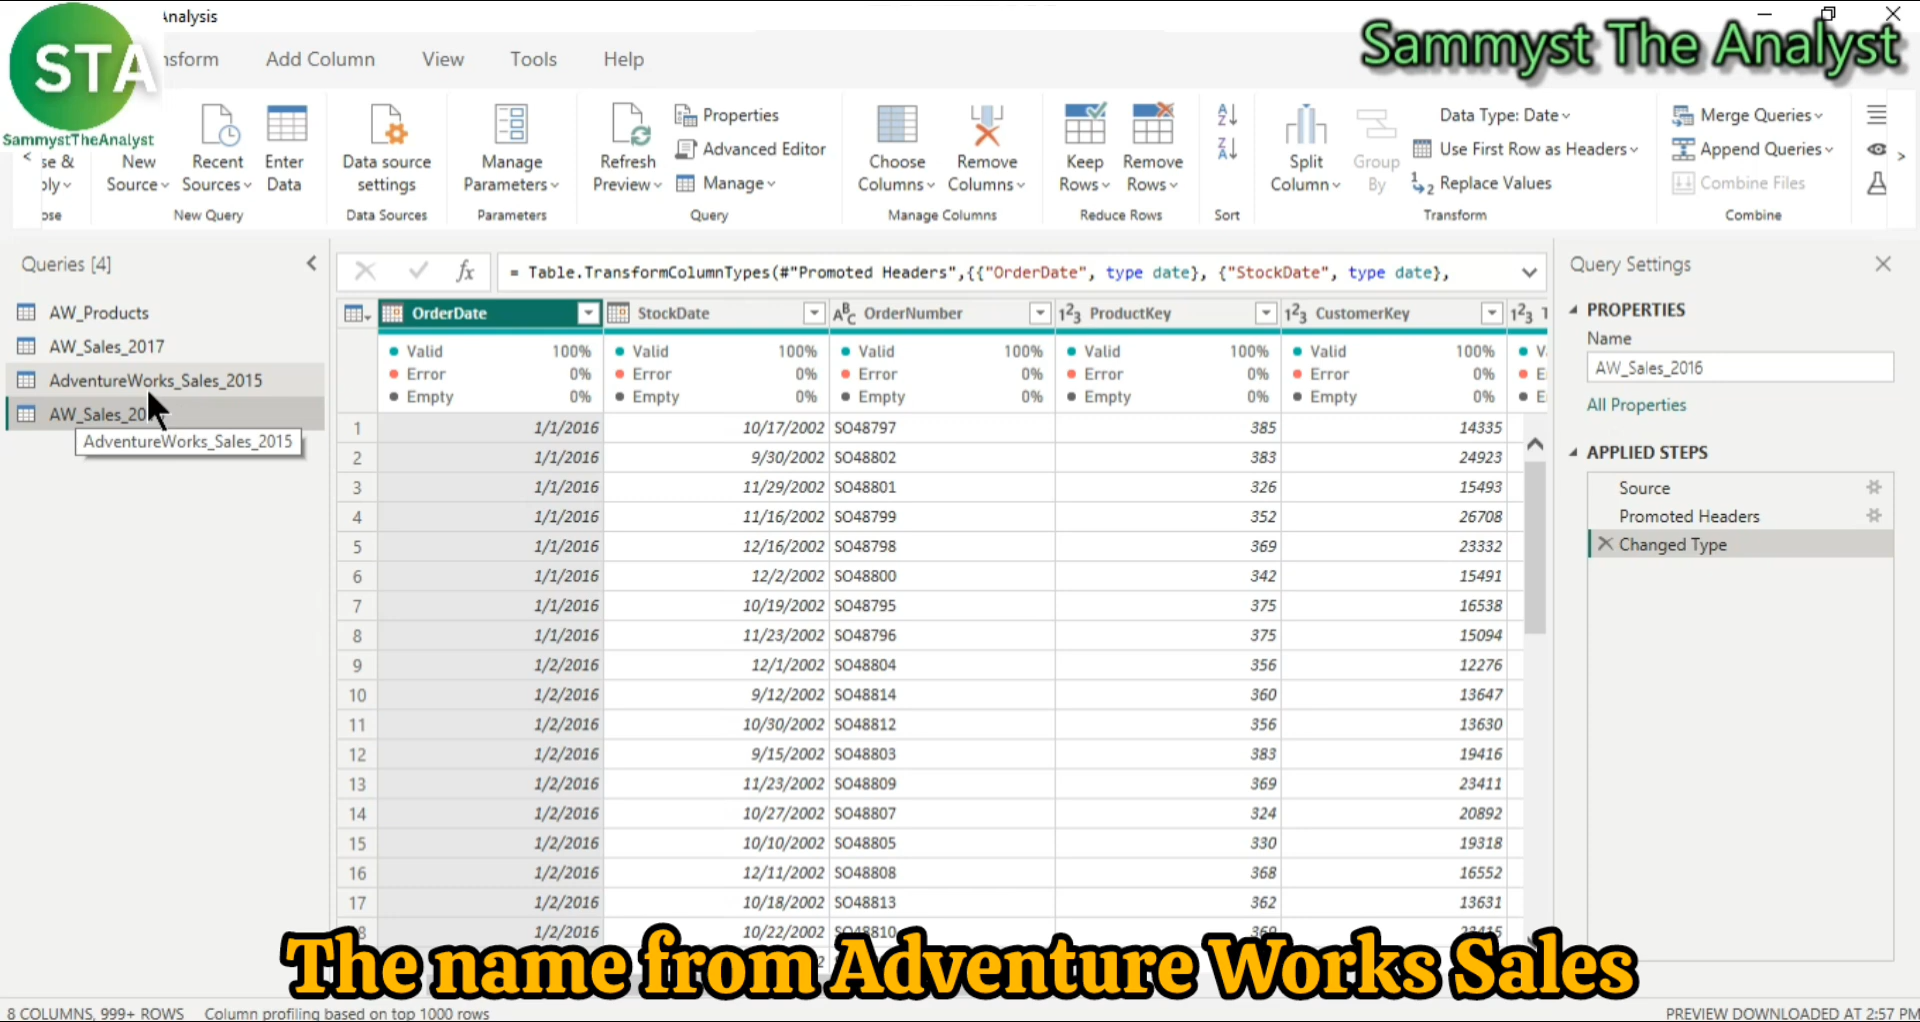 Analysis
STA
SammystTheAnalyst
Sammyst The Analyst
nsform Add Column View Tools Help
se & ply
New Source
Recent Sources
Enter Data
Data source settings
Manage Parameters
Refresh Preview
Properties
Advanced Editor
Manage
Choose Columns
Remove Columns
Keep Rows
Remove Rows
Split Column
Group By
Data Type: Date
Use First Row as Headers
Replace Values
Merge Queries
Append Queries
Combine Files
ose New Query Data Sources Parameters Query Manage Columns Reduce Rows Sort Transform Combine
Queries [4]
AW_Products
AW_Sales_2017
AdventureWorks_Sales_2015
AW_Sales_20
AdventureWorks_Sales_2015
fx = Table.TransformColumnTypes(#"Promoted Headers",{{"OrderDate", type date}, {"StockDate", type date},
OrderDate StockDate OrderNumber ProductKey CustomerKey
Valid 100% Valid 100% Valid 100% Valid 100% Valid 100% V
Error 0% Error 0% Error 0% Error 0% Error 0% E
Empty 0% Empty 0% Empty 0% Empty 0% Empty 0% E
1 1/1/2016 10/17/2002 SO48797 385 14335
2 1/1/2016 9/30/2002 SO48802 383 24923
3 1/1/2016 11/29/2002 SO48801 326 15493
4 1/1/2016 11/16/2002 SO48799 352 26708
5 1/1/2016 12/16/2002 SO48798 369 23332
6 1/1/2016 12/2/2002 SO48800 342 15491
7 1/1/2016 10/19/2002 SO48795 375 16538
8 1/1/2016 11/23/2002 SO48796 375 15094
9 1/2/2016 12/1/2002 SO48804 356 12276
10 1/2/2016 9/12/2002 SO48814 360 13647
11 1/2/2016 10/30/2002 SO48812 356 13630
12 1/2/2016 9/15/2002 SO48803 383 19416
13 1/2/2016 11/23/2002 SO48809 369 23411
14 1/2/2016 10/27/2002 SO48807 324 20892
15 1/2/2016 10/10/2002 SO48805 330 19318
16 1/2/2016 12/11/2002 SO48808 368 16552
17 1/2/2016 10/18/2002 SO48813 362 13631
1/2/2016 10/22/2002 SO48810
Query Settings
PROPERTIES
Name
AW_Sales_2016
All Properties
APPLIED STEPS
Source
Promoted Headers
Changed Type
The name from Adventure Works Sales
8 COLUMNS, 999+ ROWS Column profiling based on top 1000 rows PREVIEW DOWNLOADED AT 2:57 PM